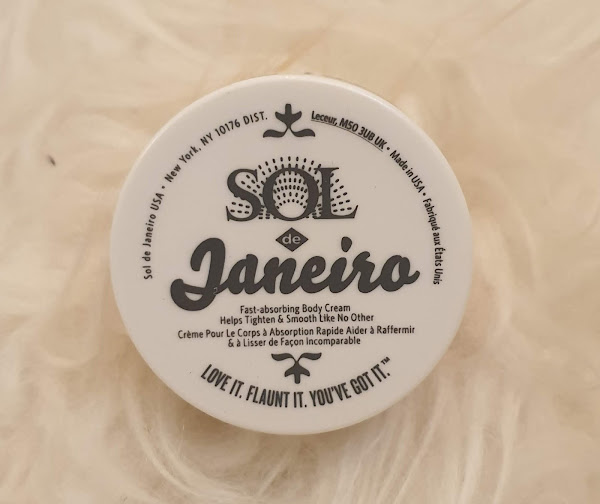 Sol de Janeiro USA • New York, NY 10176 DIST.
Leceur, M50 3UB UK • Made in USA • Fabriqué aux États Unis
SOL
de
Janeiro
Fast-absorbing Body Cream
Helps Tighten & Smooth Like No Other
Crème Pour Le Corps à Absorption Rapide Aider à Raffermir
& à Lisser de Façon Incomparable
LOVE IT. FLAUNT IT. YOU'VE GOT IT.™